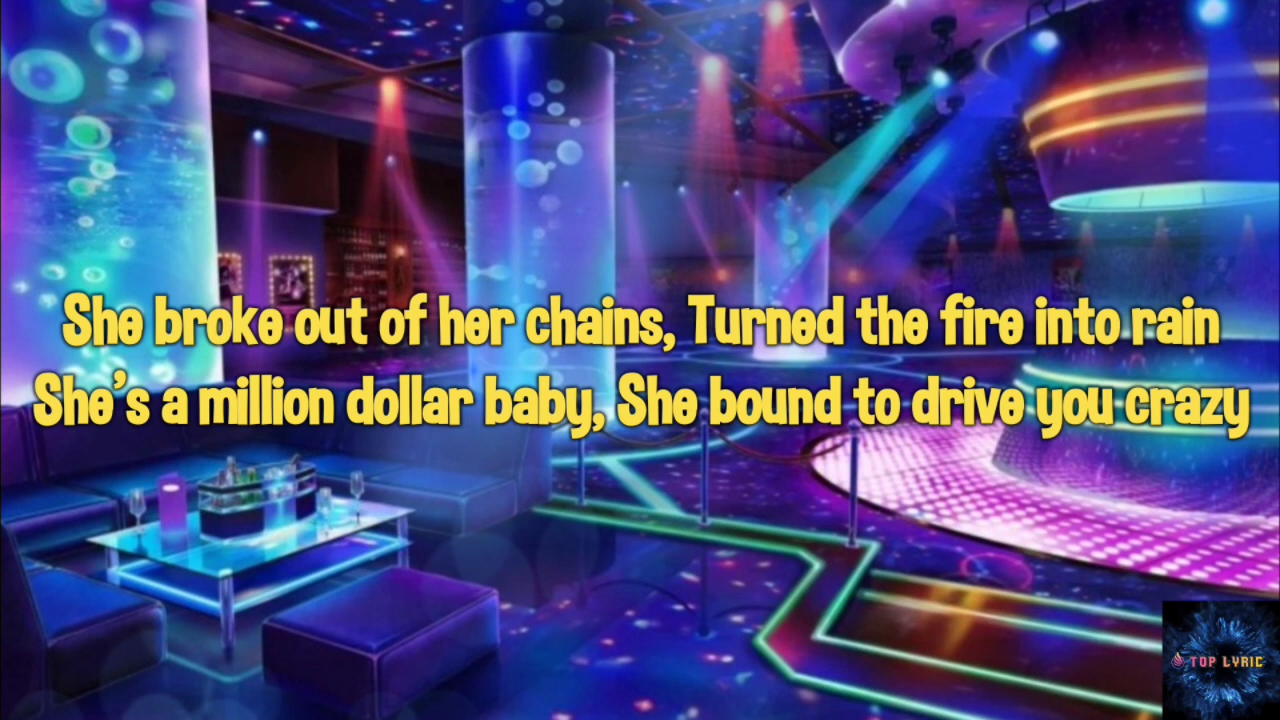 She broke out of her chains, Turned the fire into rain
She's a million dollar baby, She bound to drive you crazy
TOP LYRIC